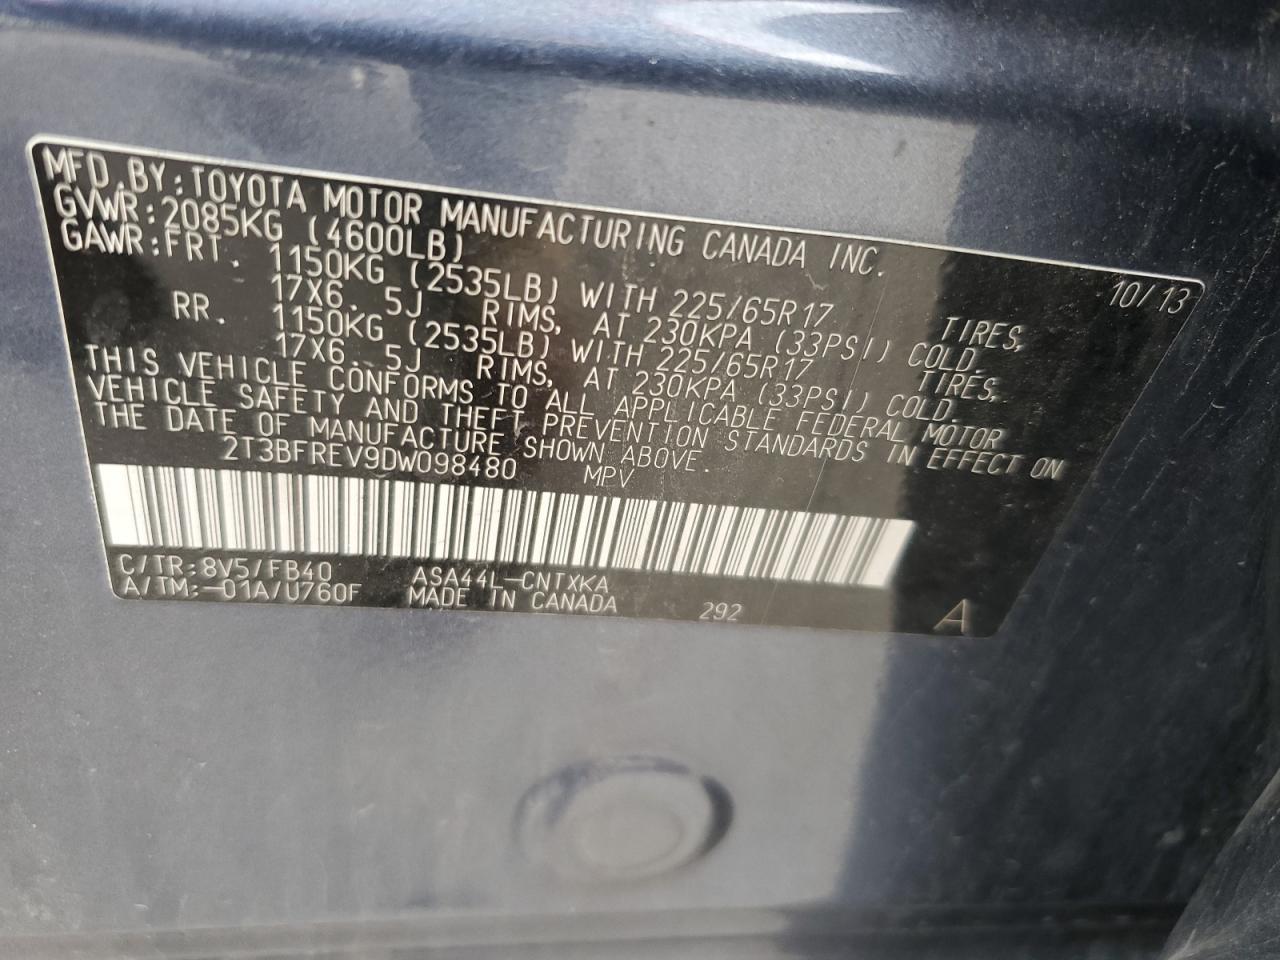 MFD.BY:TOYOTA MOTOR MANUFACTURING CANADA INC.
GVWR:2085KG (4600LB) 10/13
GAWR:FRT. 1150KG (2535LB) WITH 225/65R17 TIRES,
17X6.5J RIMS, AT 230KPA (33PSI) COLD.
RR. 1150KG (2535LB) WITH 225/65R17 TIRES,
17X6.5J RIMS, AT 230KPA (33PSI) COLD.
THIS VEHICLE CONFORMS TO ALL APPLICABLE FEDERAL MOTOR
VEHICLE SAFETY AND THEFT PREVENTION STANDARDS IN EFFECT ON
THE DATE OF MANUFACTURE SHOWN ABOVE.
2T3BFREV9DW098480 MPV
C/TR:8V5/FB40 ASA44L-CNTXKA
A/TM:-01A/U760F MADE IN CANADA 292 A